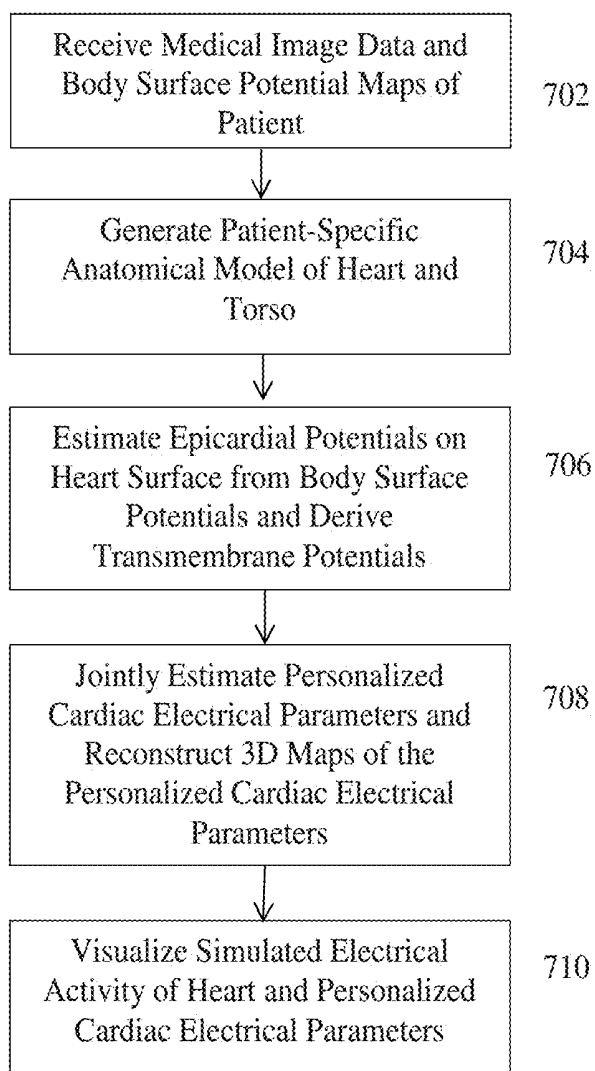 Receive Medical Image Data and
Body Surface Potential Maps of
Patient
702
Generate Patient-Specific
Anatomical Model of Heart and
Torso
704
Estimate Epicardial Potentials on
Heart Surface from Body Surface
Potentials and Derive
Transmembrane Potentials
706
Jointly Estimate Personalized
Cardiac Electrical Parameters and
Reconstruct 3D Maps of the
Personalized Cardiac Electrical
Parameters
708
Visualize Simulated Electrical
Activity of Heart and Personalized
Cardiac Electrical Parameters
710